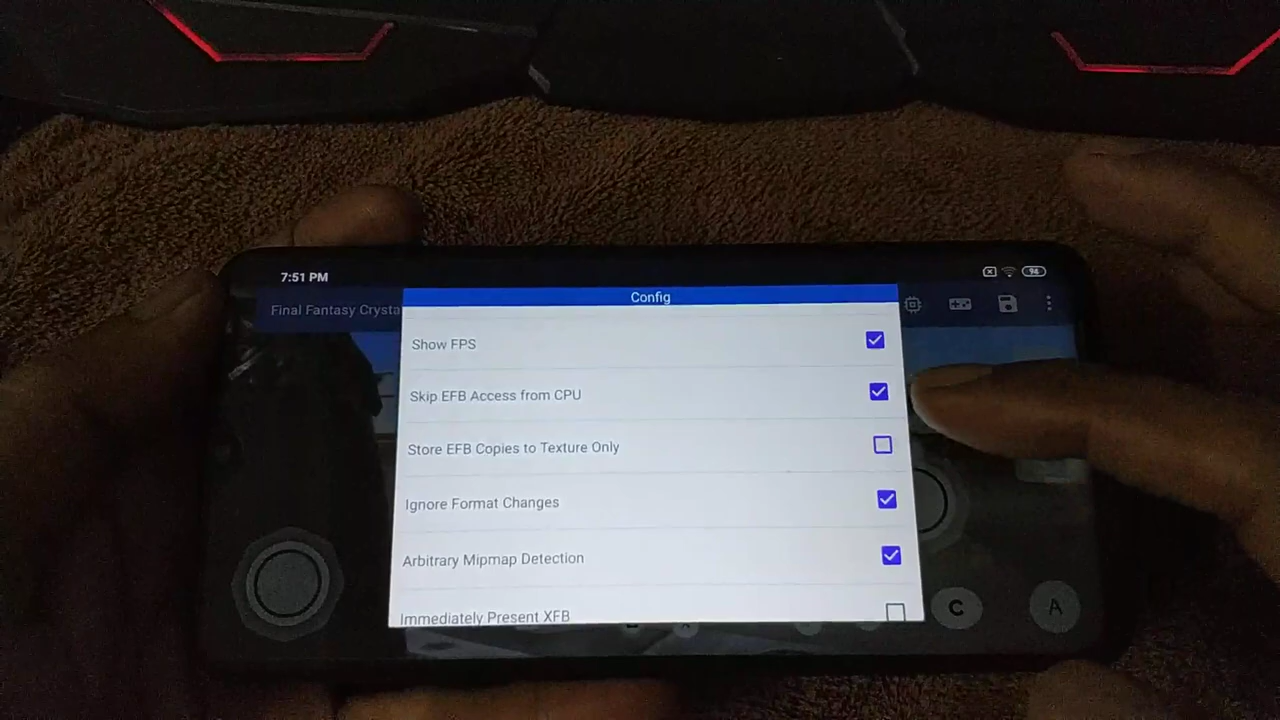 7:51 PM
94
Final Fantasy Crysta
Config
Show FPS
Skip EFB Access from CPU
Store EFB Copies to Texture Only
Ignore Format Changes
Arbitrary Mipmap Detection
Immediately Present XFB
C
A